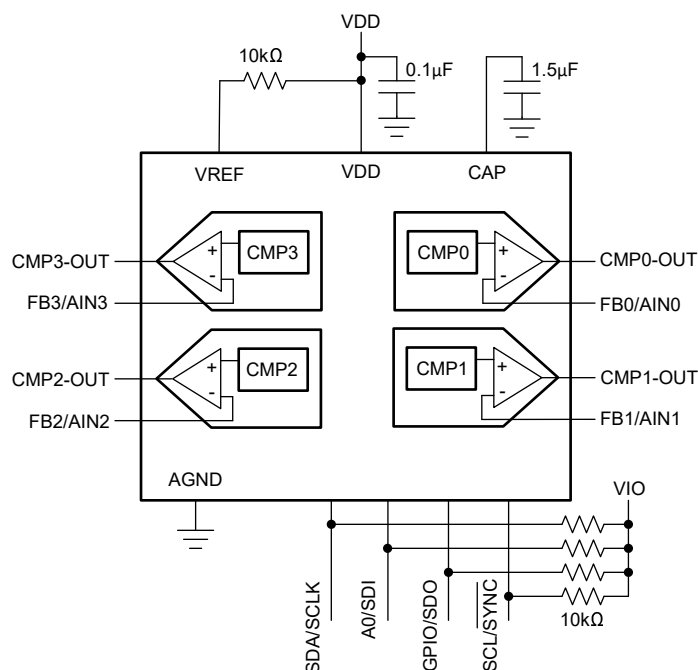 VDD
10kΩ
0.1µF
1.5µF
VREF
VDD
CAP
CMP3
+
-
CMP3-OUT
FB3/AIN3
CMP0
+
-
CMP0-OUT
FB0/AIN0
CMP2
+
-
CMP2-OUT
FB2/AIN2
CMP1
+
-
CMP1-OUT
FB1/AIN1
AGND
VIO
SDA/SCLK
A0/SDI
GPIO/SDO
SCL/SYNC
10kΩ